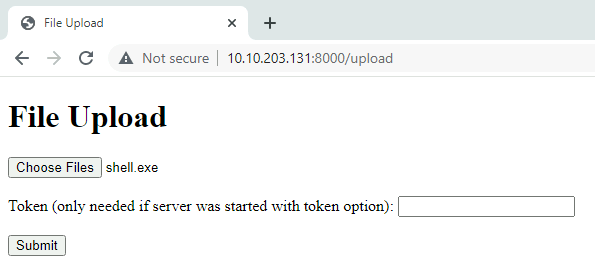 File Upload
Not secure 10.10.203.131:8000/upload
File Upload
Choose Files shell.exe
Token (only needed if server was started with token option):
Submit